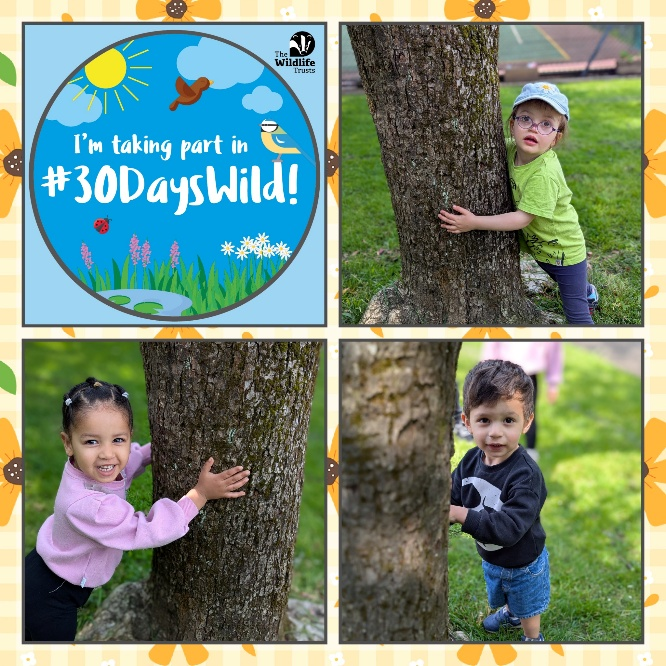 The
Wildlife
Trusts
I'm taking part in
#30DaysWild!